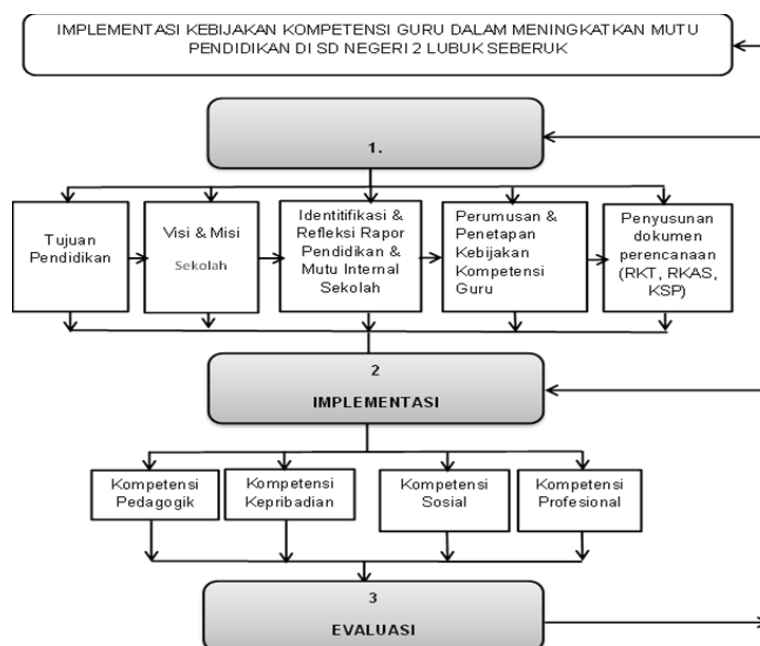 IMPLEMENTASI KEBIJAKAN KOMPETENSI GURU DALAM MENINGKATKAN MUTU
PENDIDIKAN DI SD NEGERI 2 LUBUK SEBERUK
1.
Tujuan
Pendidikan
Visi & Misi
Sekolah
Identitifikasi &
Refleksi Rapor
Pendidikan &
Mutu Internal
Sekolah
Perumusan &
Penetapan
Kebijakan
Kompetensi
Guru
Penyusunan
dokumen
perencanaan
(RKT, RKAS,
KSP)
2
IMPLEMENTASI
Kompetensi
Pedagogik
Kompetensi
Kepribadian
Kompetensi
Sosial
Kompetensi
Profesional
3
EVALUASI